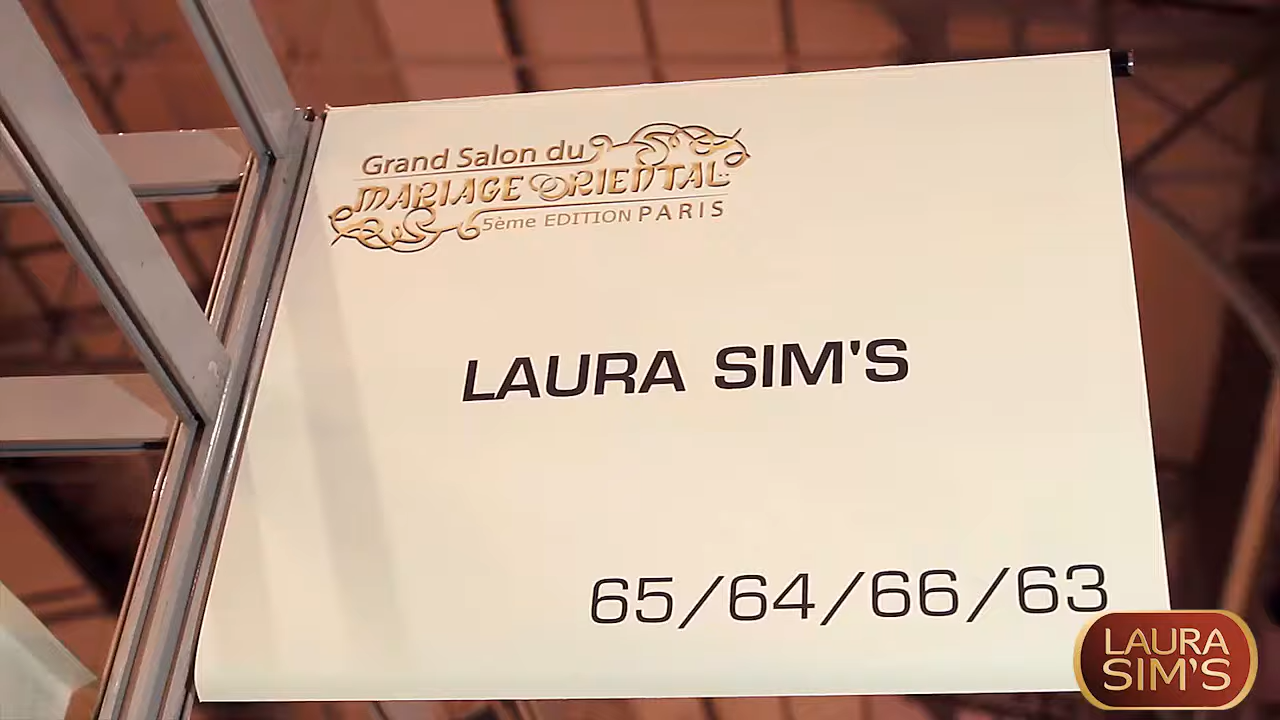 Grand Salon du
MARIAGE ORIENTAL
5ème EDITION PARIS
LAURA SIM'S
65/64/66/63
LAURA
SIM'S